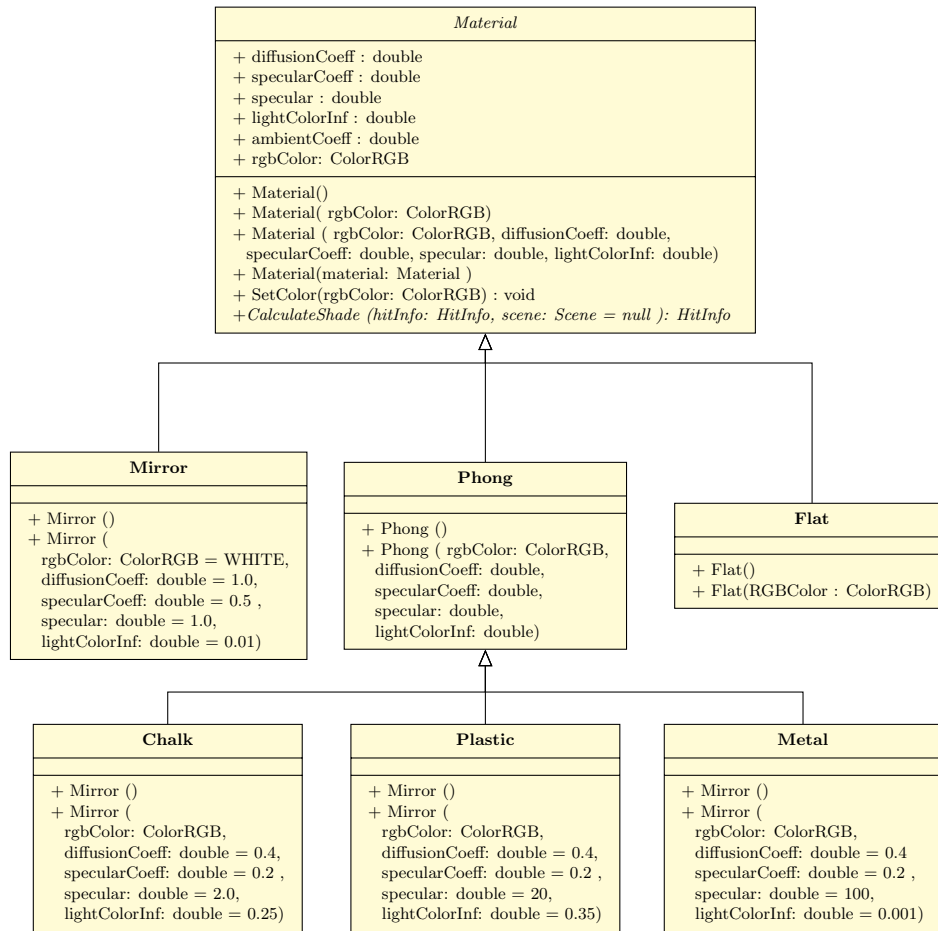 Material
+ diffusionCoeff : double
+ specularCoeff : double
+ specular : double
+ lightColorInf : double
+ ambientCoeff : double
+ rgbColor: ColorRGB
+ Material()
+ Material( rgbColor: ColorRGB)
+ Material ( rgbColor: ColorRGB, diffusionCoeff: double,
specularCoeff: double, specular: double, lightColorInf: double)
+ Material(material: Material )
+ SetColor(rgbColor: ColorRGB) : void
+CalculateShade (hitInfo: HitInfo, scene: Scene = null ): HitInfo
Mirror
+ Mirror ()
+ Mirror (
rgbColor: ColorRGB = WHITE,
diffusionCoeff: double = 1.0,
specularCoeff: double = 0.5 ,
specular: double = 1.0,
lightColorInf: double = 0.01)
Phong
+ Phong ()
+ Phong ( rgbColor: ColorRGB,
diffusionCoeff: double,
specularCoeff: double,
specular: double,
lightColorInf: double)
Flat
+ Flat()
+ Flat(RGBColor : ColorRGB)
Chalk
+ Mirror ()
+ Mirror (
rgbColor: ColorRGB,
diffusionCoeff: double = 0.4,
specularCoeff: double = 0.2 ,
specular: double = 2.0,
lightColorInf: double = 0.25)
Plastic
+ Mirror ()
+ Mirror (
rgbColor: ColorRGB,
diffusionCoeff: double = 0.4,
specularCoeff: double = 0.2 ,
specular: double = 20,
lightColorInf: double = 0.35)
Metal
+ Mirror ()
+ Mirror (
rgbColor: ColorRGB,
diffusionCoeff: double = 0.4
specularCoeff: double = 0.2 ,
specular: double = 100,
lightColorInf: double = 0.001)